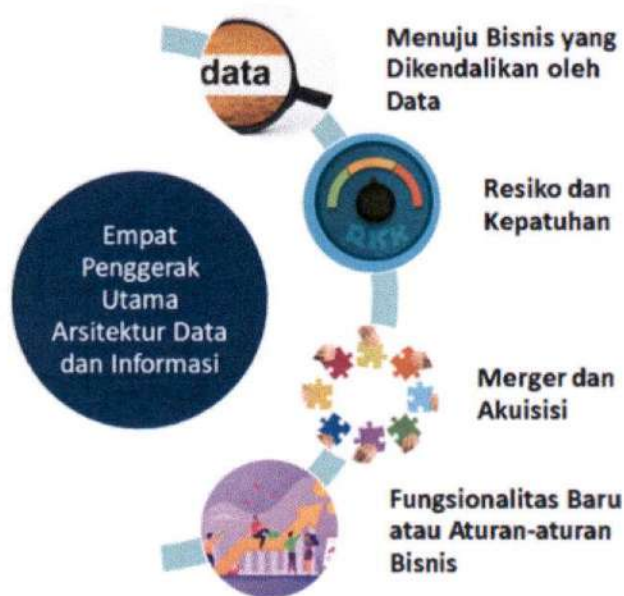 data
Menuju Bisnis yang
Dikendalikan oleh
Data
Resiko dan
Kepatuhan
Empat
Penggerak
Utama
Arsitektur Data
dan Informasi
Merger dan
Akuisisi
Fungsionalitas Baru
atau Aturan-aturan
Bisnis